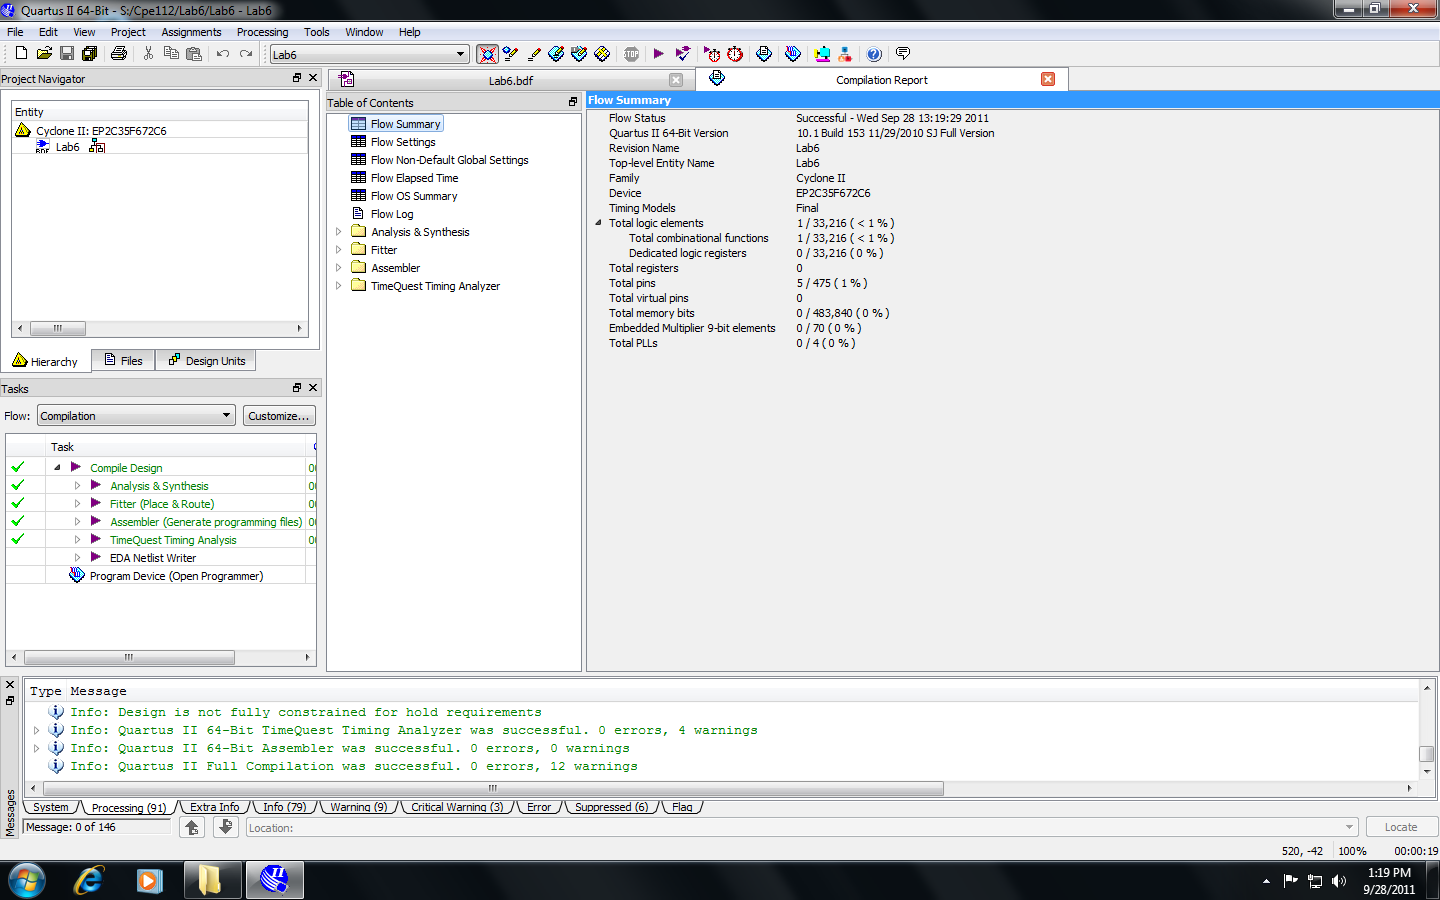 Quartus II 64-Bit - S:/Cpe112/Lab6/Lab6 - Lab6
File Edit View Project Assignments Processing Tools Window Help
Lab6
STOP
Project Navigator
Entity
Cyclone II: EP2C35F672C6
Lab6
Hierarchy Files Design Units
Tasks
Flow: Compilation Customize...
Task
Compile Design
Analysis & Synthesis
Fitter (Place & Route)
Assembler (Generate programming files)
TimeQuest Timing Analysis
EDA Netlist Writer
Program Device (Open Programmer)
Lab6.bdf
Compilation Report
Table of Contents
Flow Summary
Flow Settings
Flow Non-Default Global Settings
Flow Elapsed Time
Flow OS Summary
Flow Log
Analysis & Synthesis
Fitter
Assembler
TimeQuest Timing Analyzer
Flow Summary
Flow Status Successful - Wed Sep 28 13:19:29 2011
Quartus II 64-Bit Version 10.1 Build 153 11/29/2010 SJ Full Version
Revision Name Lab6
Top-level Entity Name Lab6
Family Cyclone II
Device EP2C35F672C6
Timing Models Final
Total logic elements 1 / 33,216 ( < 1 % )
Total combinational functions 1 / 33,216 ( < 1 % )
Dedicated logic registers 0 / 33,216 ( 0 % )
Total registers 0
Total pins 5 / 475 ( 1 % )
Total virtual pins 0
Total memory bits 0 / 483,840 ( 0 % )
Embedded Multiplier 9-bit elements 0 / 70 ( 0 % )
Total PLLs 0 / 4 ( 0 % )
Messages
Type Message
Info: Design is not fully constrained for hold requirements
Info: Quartus II 64-Bit TimeQuest Timing Analyzer was successful. 0 errors, 4 warnings
Info: Quartus II 64-Bit Assembler was successful. 0 errors, 0 warnings
Info: Quartus II Full Compilation was successful. 0 errors, 12 warnings
System Processing (91) Extra Info Info (79) Warning (9) Critical Warning (3) Error Suppressed (6) Flag
Message: 0 of 146 Location: Locate
520, -42 100% 00:00:19
1:19 PM
9/28/2011